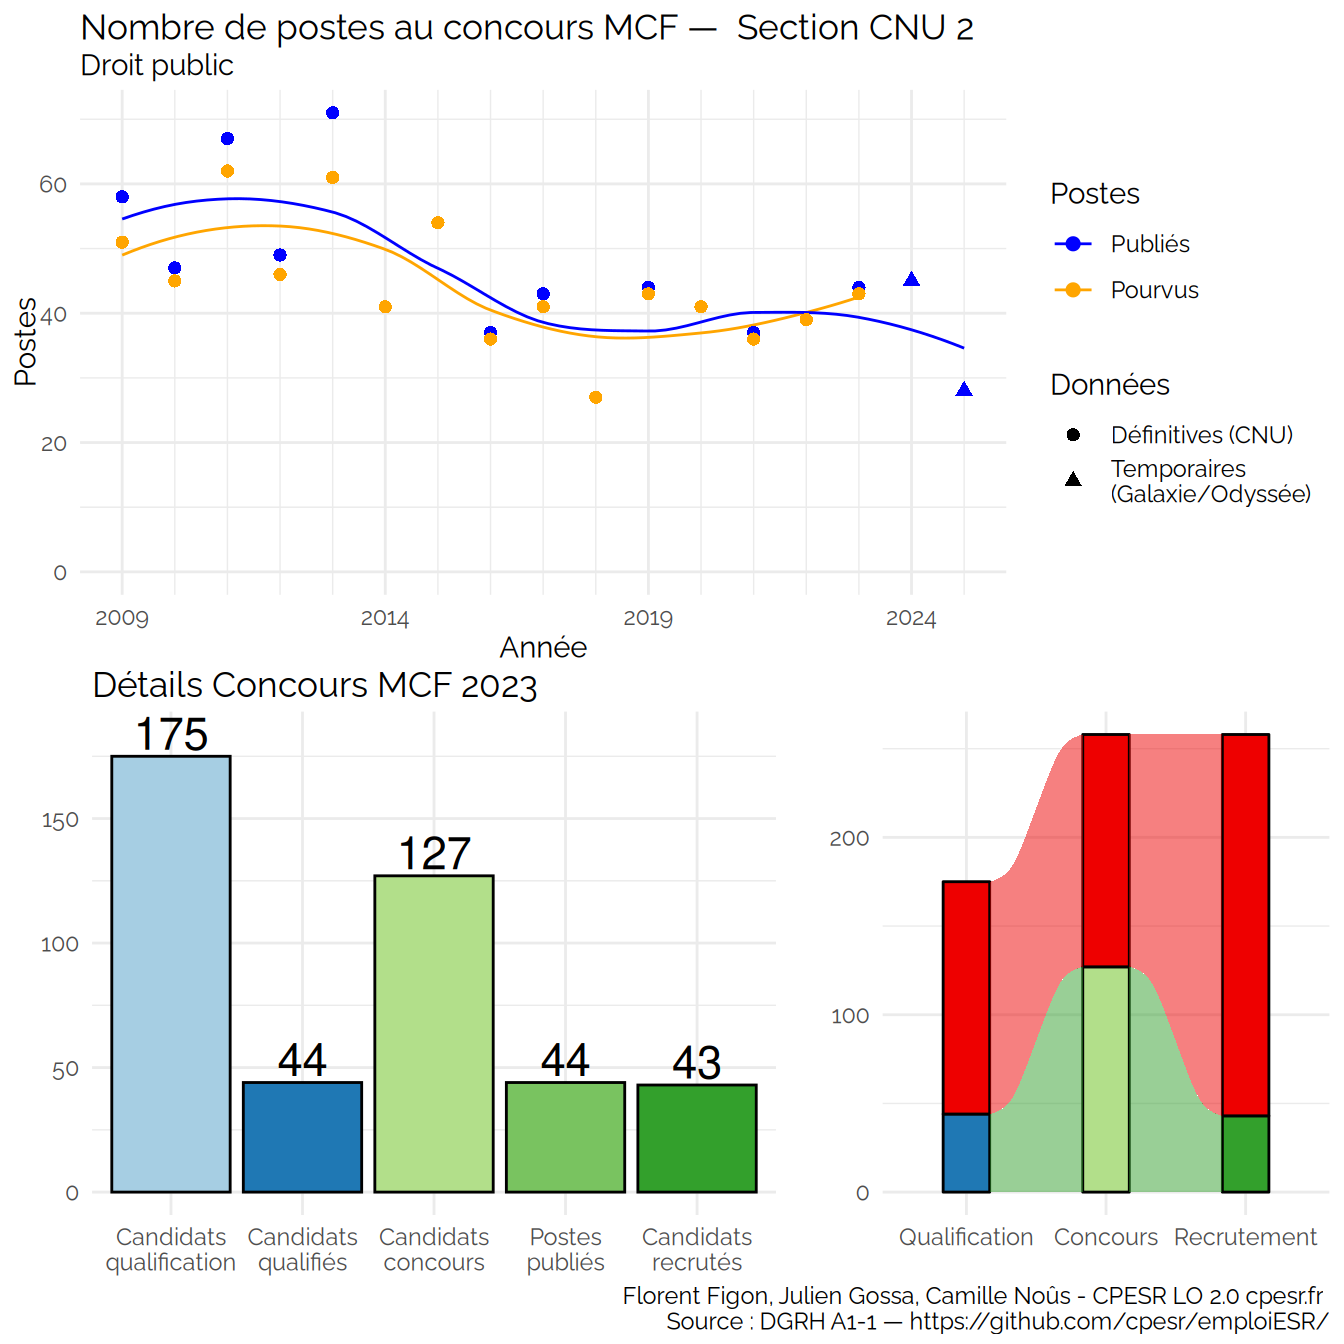 Nombre de postes au concours MCF — Section CNU 2
Droit public
Postes
60
40
20
0
2009
2014
2019
2024
Année
Postes
Publiés
Pourvus
Données
Définitives (CNU)
Temporaires
(Galaxie/Odyssée)
Détails Concours MCF 2023
150
100
50
0
175
44
127
44
43
Candidats
qualification
Candidats
qualifiés
Candidats
concours
Postes
publiés
Candidats
recrutés
200
100
0
Qualification
Concours
Recrutement
Florent Figon, Julien Gossa, Camille Noûs - CPESR LO 2.0 cpesr.fr
Source : DGRH A1-1 — https://github.com/cpesr/emploiESR/